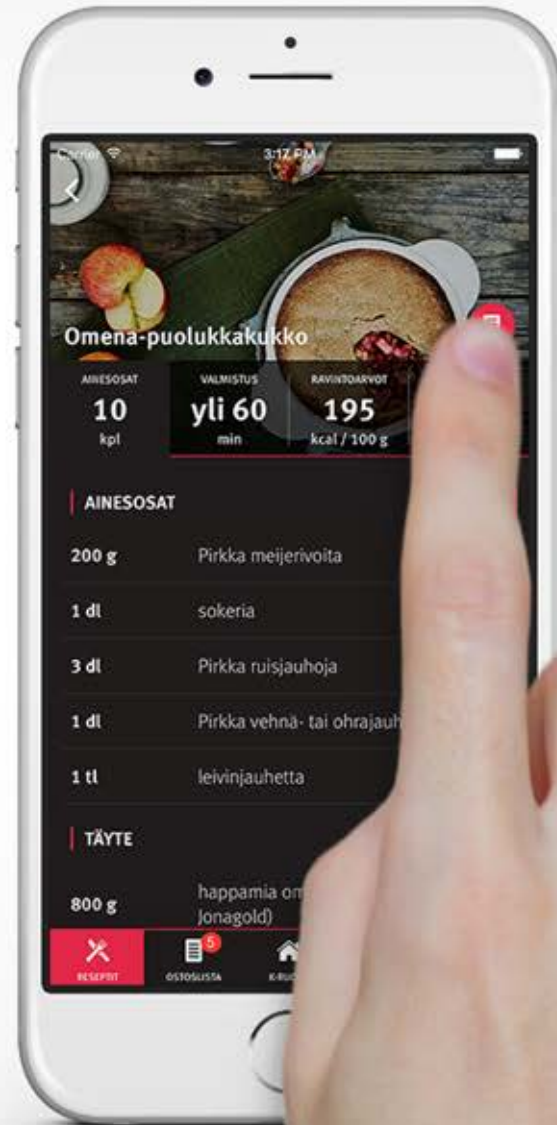 Carrier 3:17 PM
Omena-puolukkakukko
AINESOSAT VALMISTUS RAVINTOARVOT
10 yli 60 195
kpl min kcal / 100 g
AINESOSAT
200 g Pirkka meijerivoita
1 dl sokeria
3 dl Pirkka ruisjauhoja
1 dl Pirkka vehnä- tai ohrajauh
1 tl leivinjauhetta
TÄYTE
800 g happamia om
Jonagold)
5
RESEPTIT OSTOSLISTA K-RUO